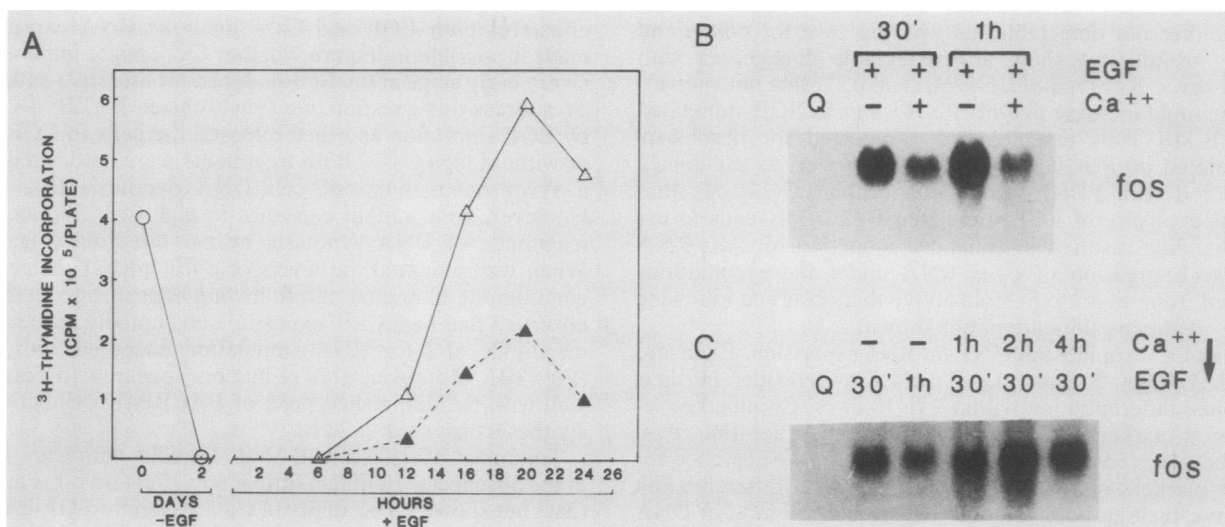 A
3H-THYMIDINE INCORPORATION
(CPM x 10 5/PLATE)
6
5
4
3
2
1
0 2 2 4 6 8 10 12 14 16 18 20 22 24 26
DAYS
-EGF
HOURS
+ EGF
B
30' 1h
+ + + + EGF
Q - + - + Ca++
fos
C
- - 1h 2h 4h Ca++
Q 30' 1h 30' 30' 30' EGF
fos